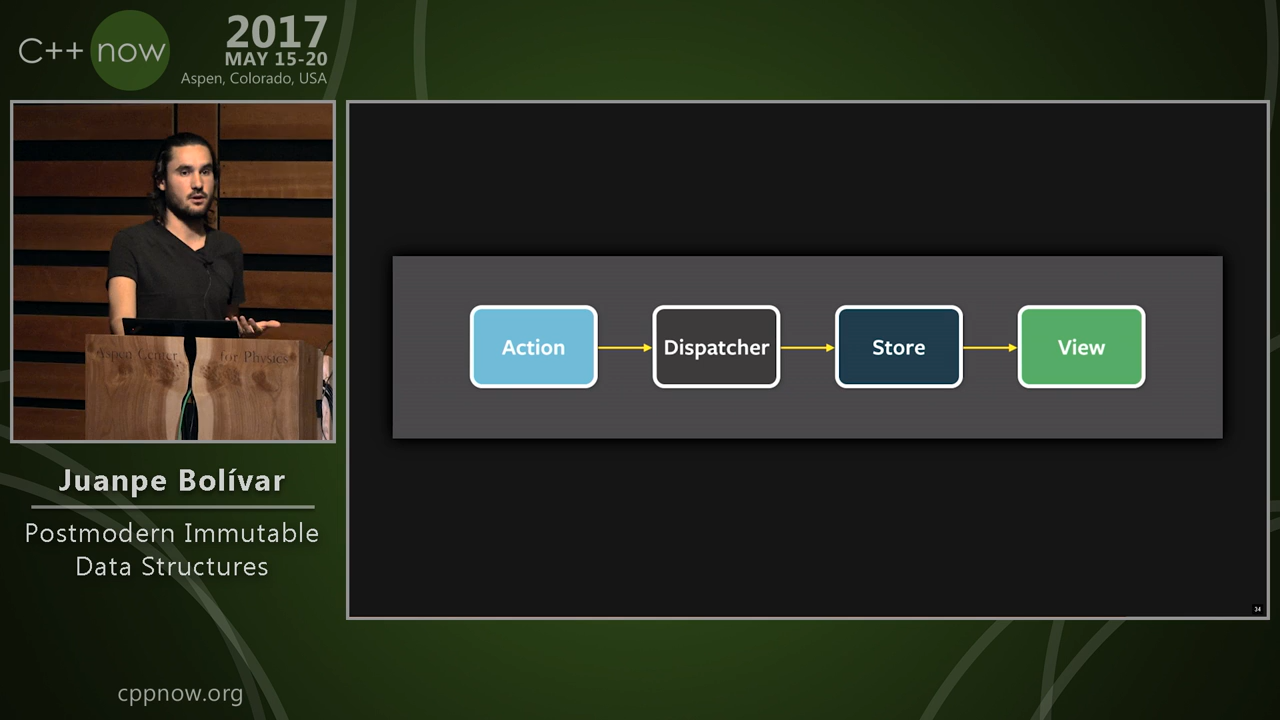 C++ now
2017
MAY 15-20
Aspen, Colorado, USA
Aspen Center for Physics
Juanpe Bolívar
Postmodern Immutable
Data Structures
cppnow.org
Action
Dispatcher
Store
View
34